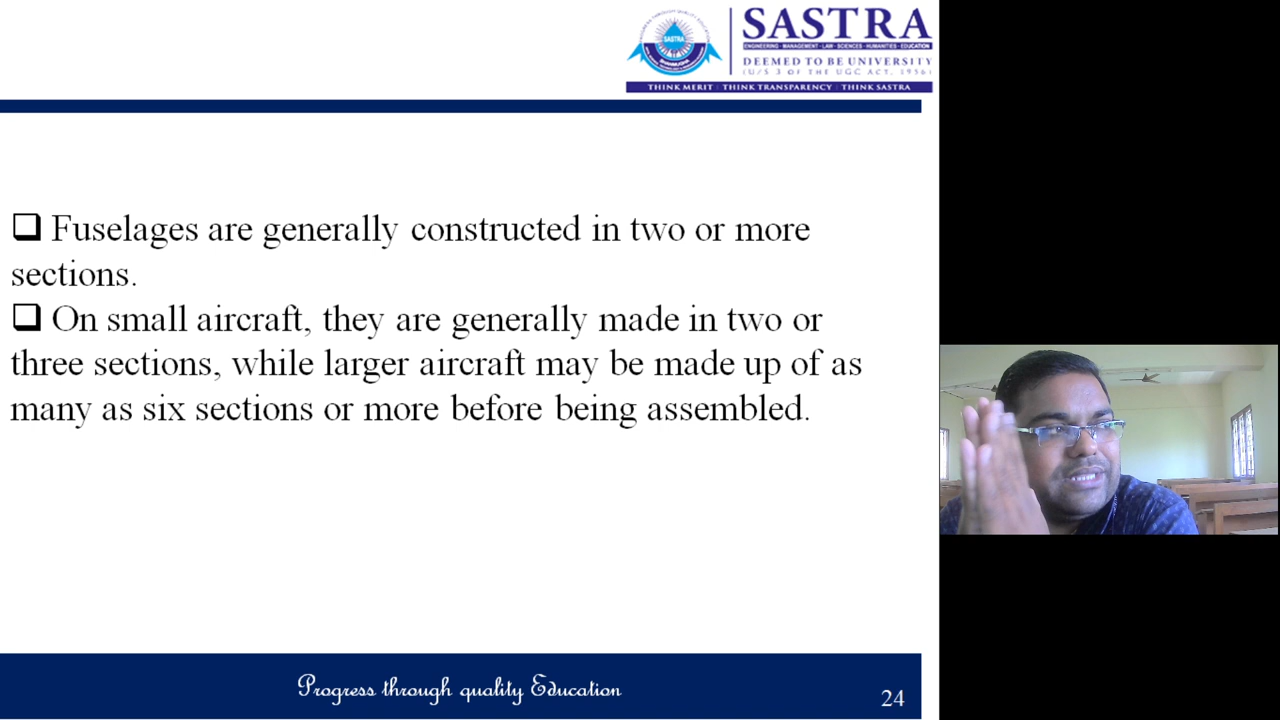 SASTRA
ENGINEERING · MANAGEMENT · LAW · SCIENCES · HUMANITIES · EDUCATION
DEEMED TO BE UNIVERSITY
(U/S 3 OF THE UGC ACT, 1956)
THINK MERIT | THINK TRANSPARENCY | THINK SASTRA
SASTRA
❑ Fuselages are generally constructed in two or more
sections.
❑ On small aircraft, they are generally made in two or
three sections, while larger aircraft may be made up of as
many as six sections or more before being assembled.
Progress through quality Education
24